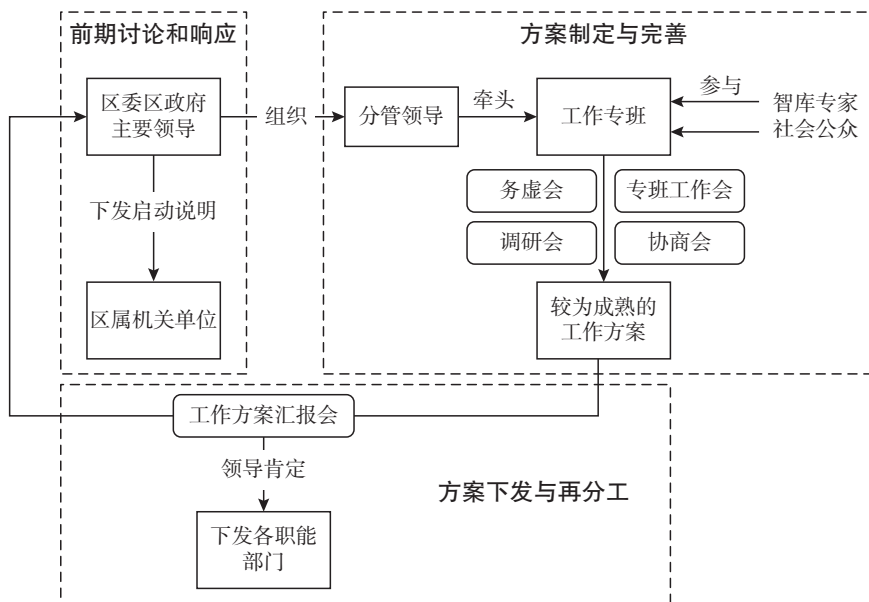 前期讨论和响应
区委区政府
主要领导
下发启动说明
区属机关单位
组织
方案制定与完善
分管领导
牵头
工作专班
参与
智库专家
社会公众
务虚会
专班工作会
调研会
协商会
较为成熟的
工作方案
工作方案汇报会
领导肯定
方案下发与再分工
下发各职能
部门